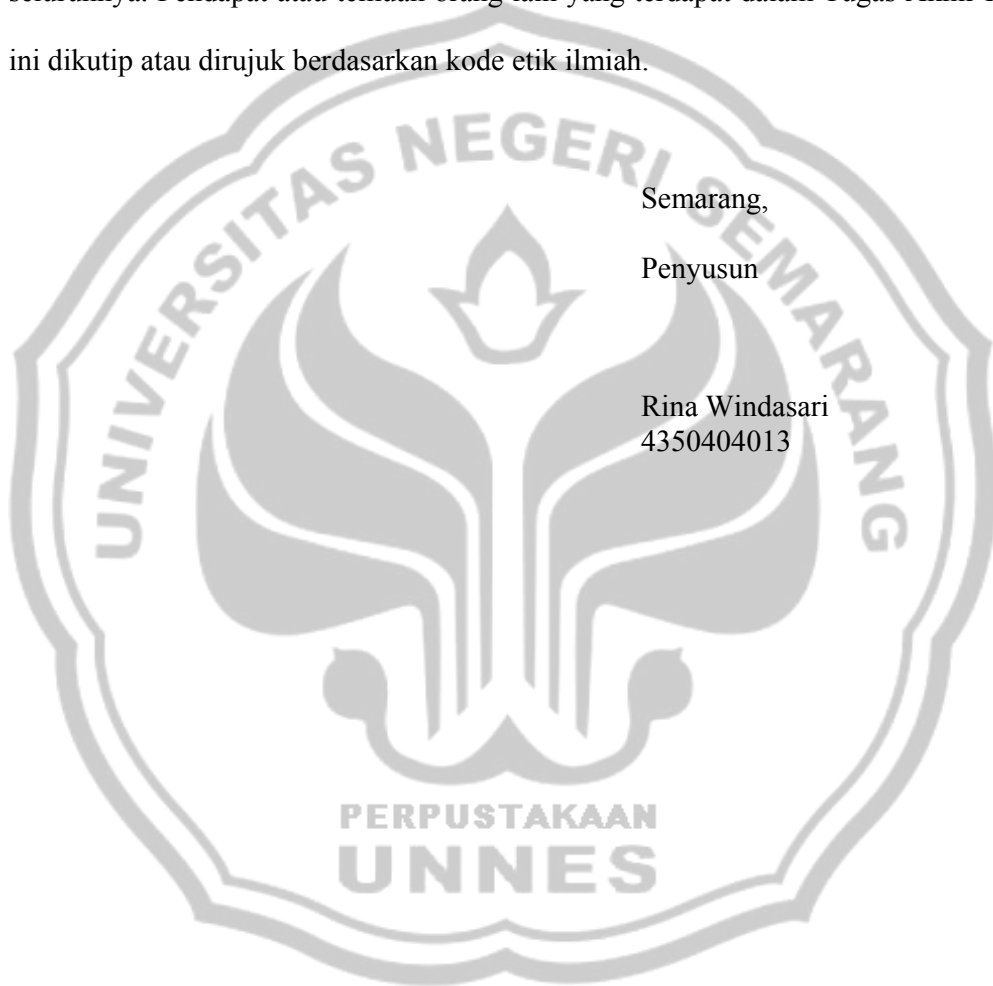 ini dikutip atau dirujuk berdasarkan kode etik ilmiah.
UNIVERSITAS NEGERI SEMARANG
Semarang,
Penyusun
Rina Windasari
4350404013
PERPUSTAKAAN
UNNES